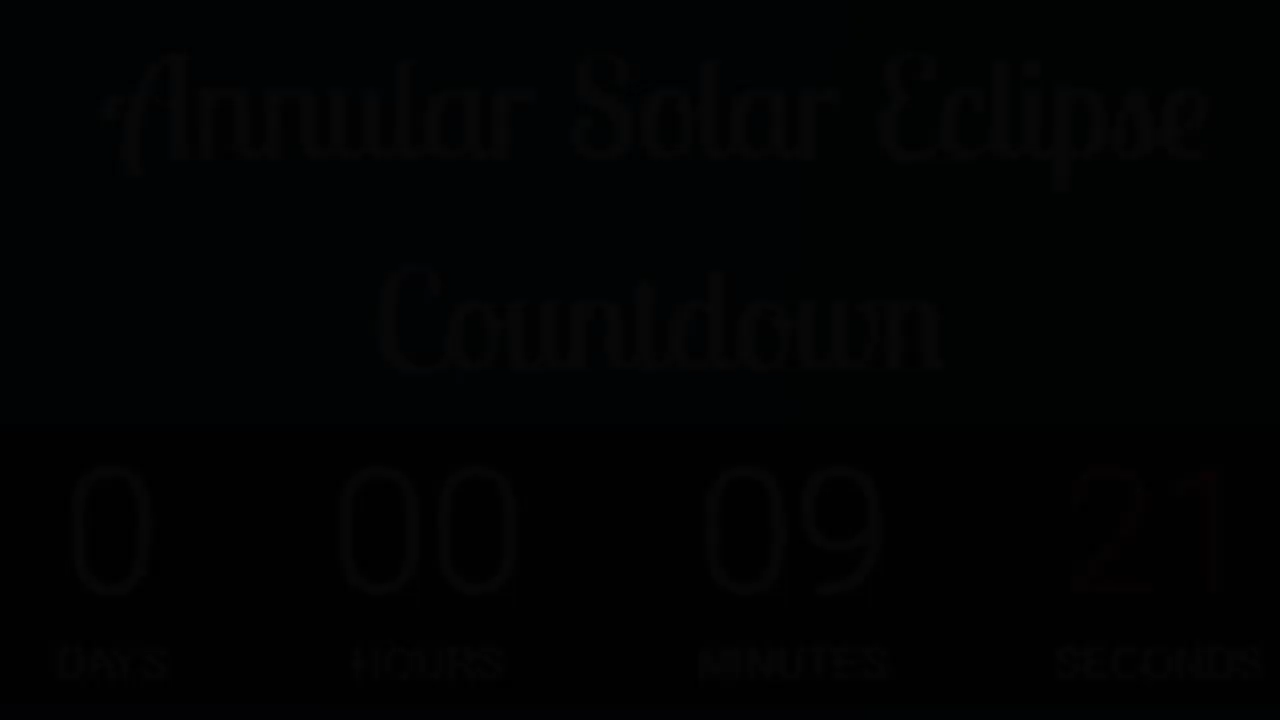 Annular Solar Eclipse
Countdown
0 00 09 21
DAYS HOURS MINUTES SECONDS